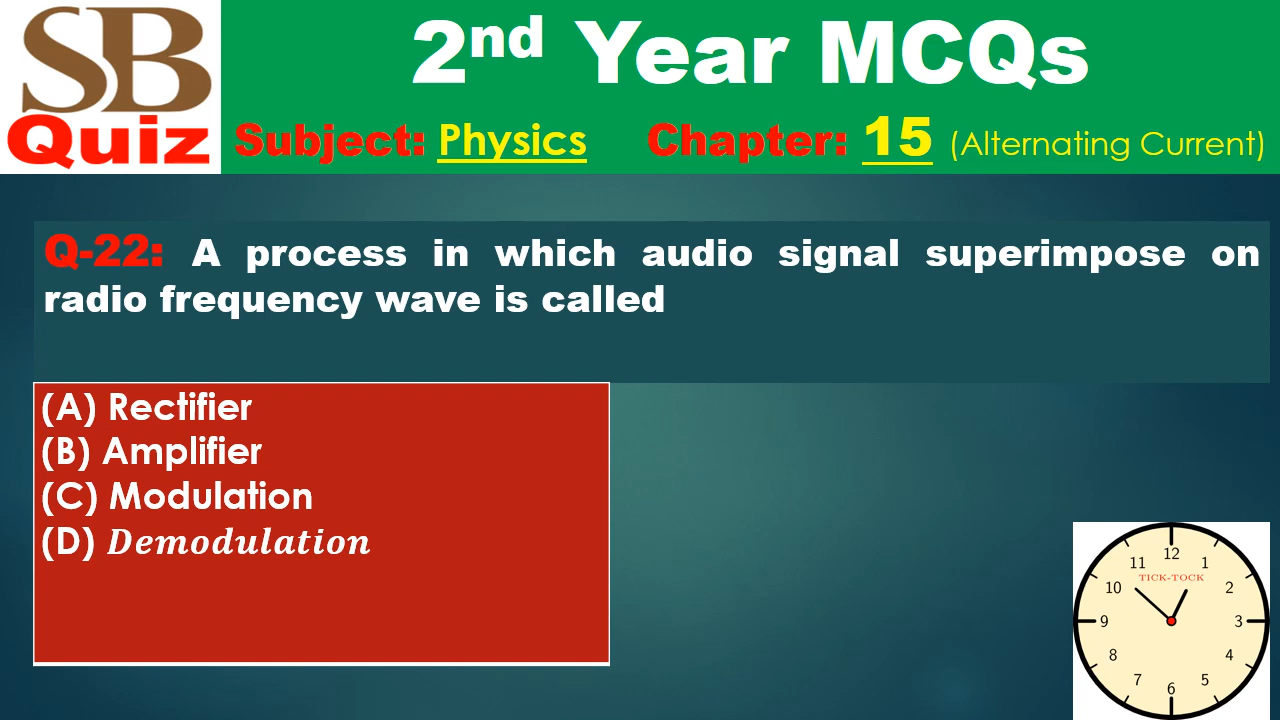 SB
Quiz
2nd Year MCQs
Subject: Physics Chapter: 15 (Alternating Current)
Q-22: A process in which audio signal superimpose on
radio frequency wave is called
(A) Rectifier
(B) Amplifier
(C) Modulation
(D) Demodulation
12
11 1
TICK-TOCK
10 2
9 3
8 4
7 5
6